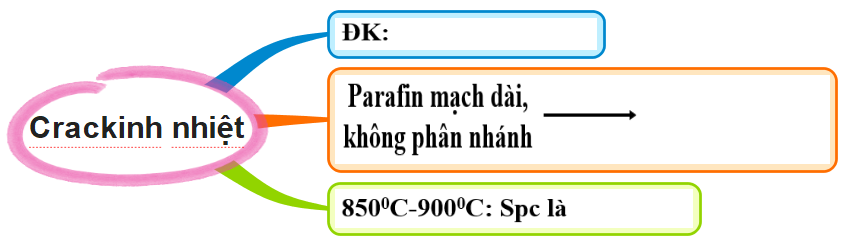 Crackinh nhiệt
ĐK:
Parafin mạch dài,
không phân nhánh
850⁰C-900⁰C: Spc là